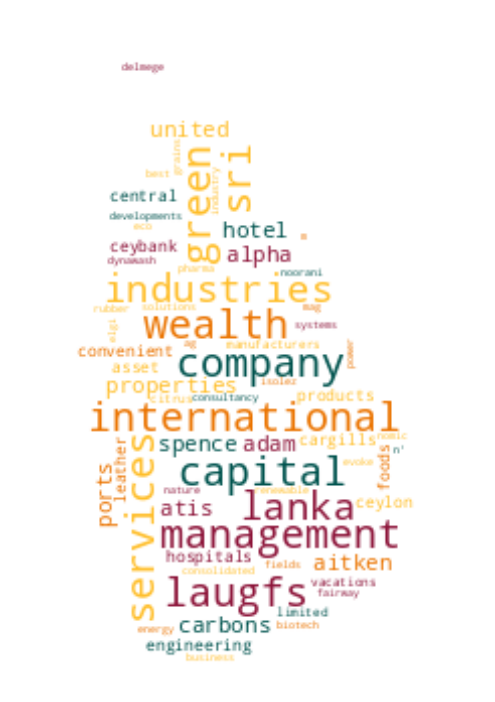 delmege
united
grains
best
green
sri
industry
central
developments
eco
hotel
ceybank
alpha
dynawash
pharma
noorani
industries
rubber
solutions
mag
elgi
wealth
systems
convenient
ag
manufacturers
power
company
asset
properties
isolez
citrus
consultancy
products
international
leather
spence
adam
cargills
n'
ports
services
capital
evoke
foods
nature
renewable
atis
lanka
ceylon
management
hospitals
consolidated
fields
aitken
laugfs
vacations
fairway
limited
energy
carbons
biotech
engineering
business